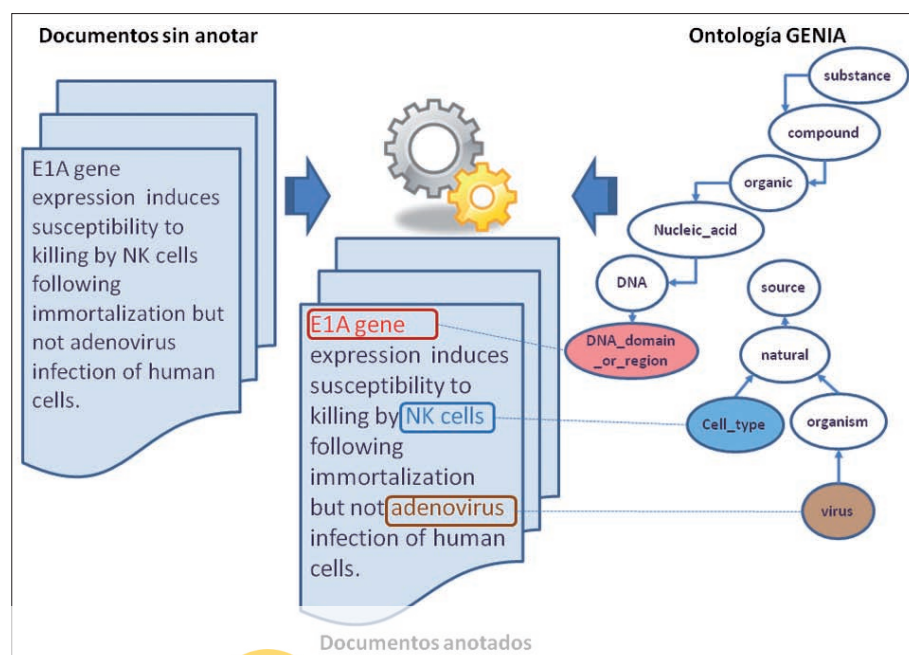 Documentos sin anotar
E1A gene
expression induces
susceptibility to
killing by NK cells
following
immortalization but
not adenovirus
infection of human
cells.
E1A gene
expression induces
susceptibility to
killing by NK cells
following
immortalization
but not adenovirus
infection of human
cells.
Documentos anotados
Ontología GENIA
substance
compound
organic
Nucleic_acid
DNA
DNA_domain
_or_region
source
natural
Cell_type
organism
virus